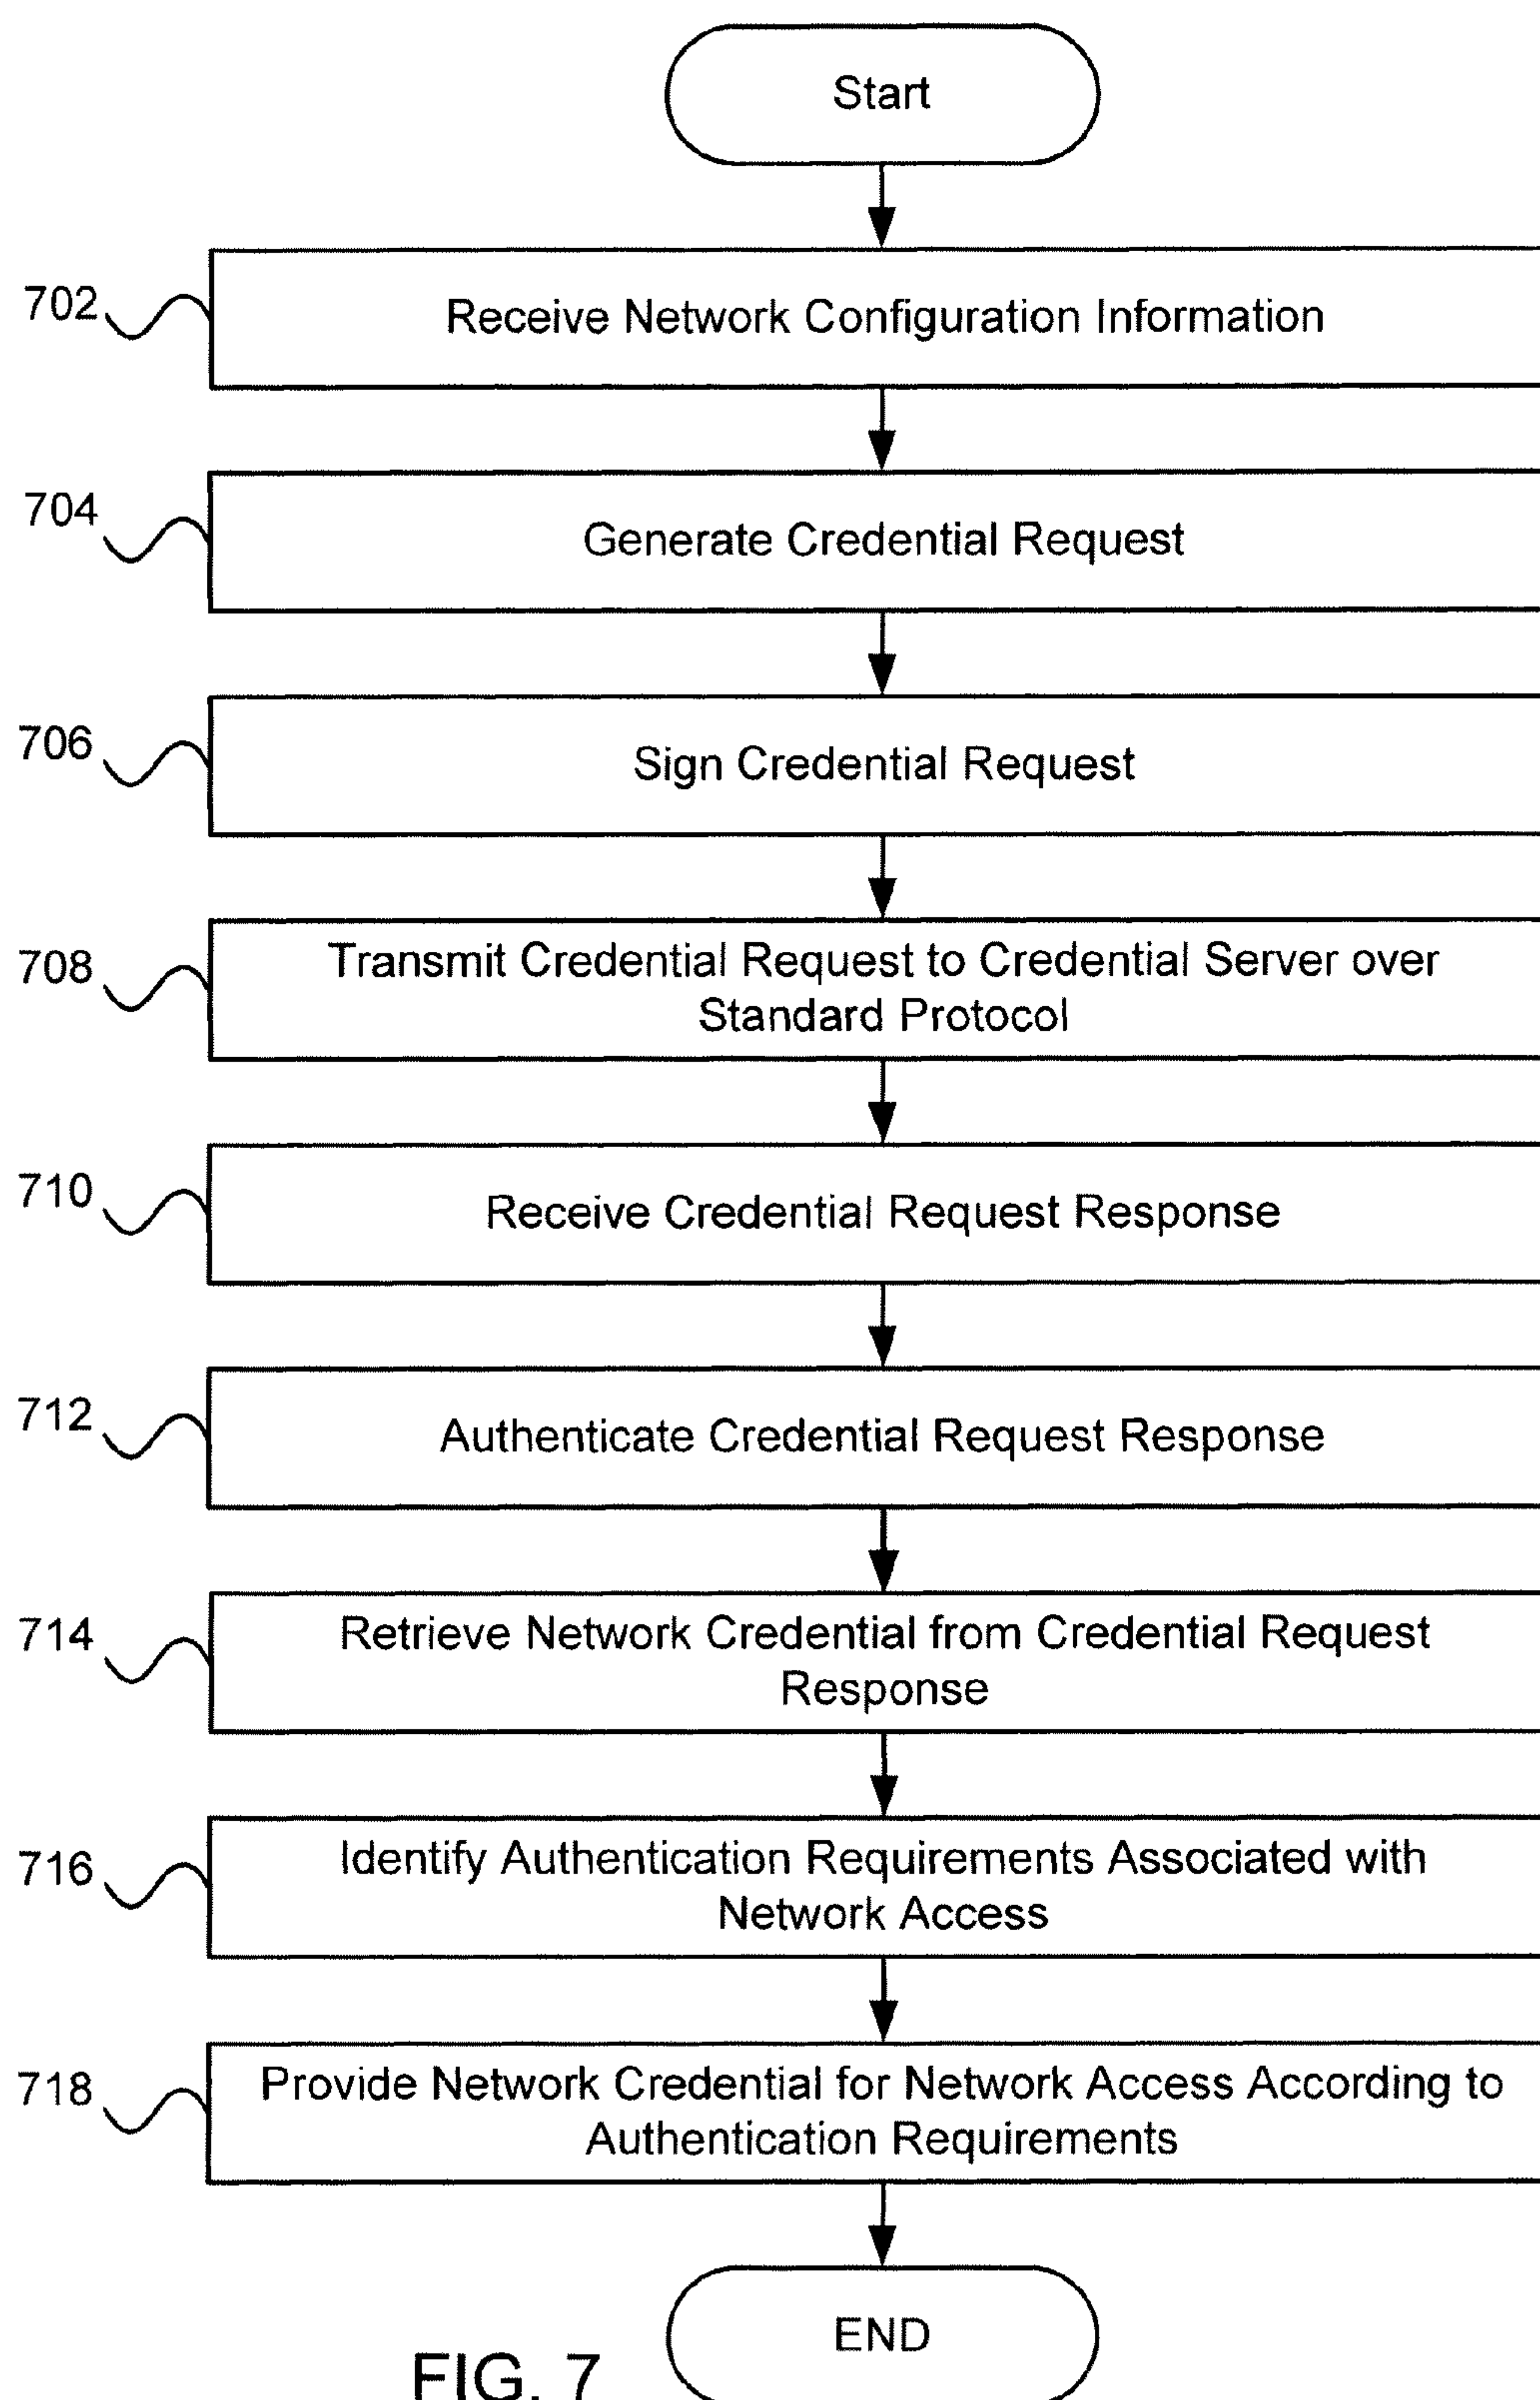 Start
702
Receive Network Configuration Information
704
Generate Credential Request
706
Sign Credential Request
708
Transmit Credential Request to Credential Server over
Standard Protocol
710
Receive Credential Request Response
712
Authenticate Credential Request Response
714
Retrieve Network Credential from Credential Request
Response
716
Identify Authentication Requirements Associated with
Network Access
718
Provide Network Credential for Network Access According to
Authentication Requirements
END
FIG. 7